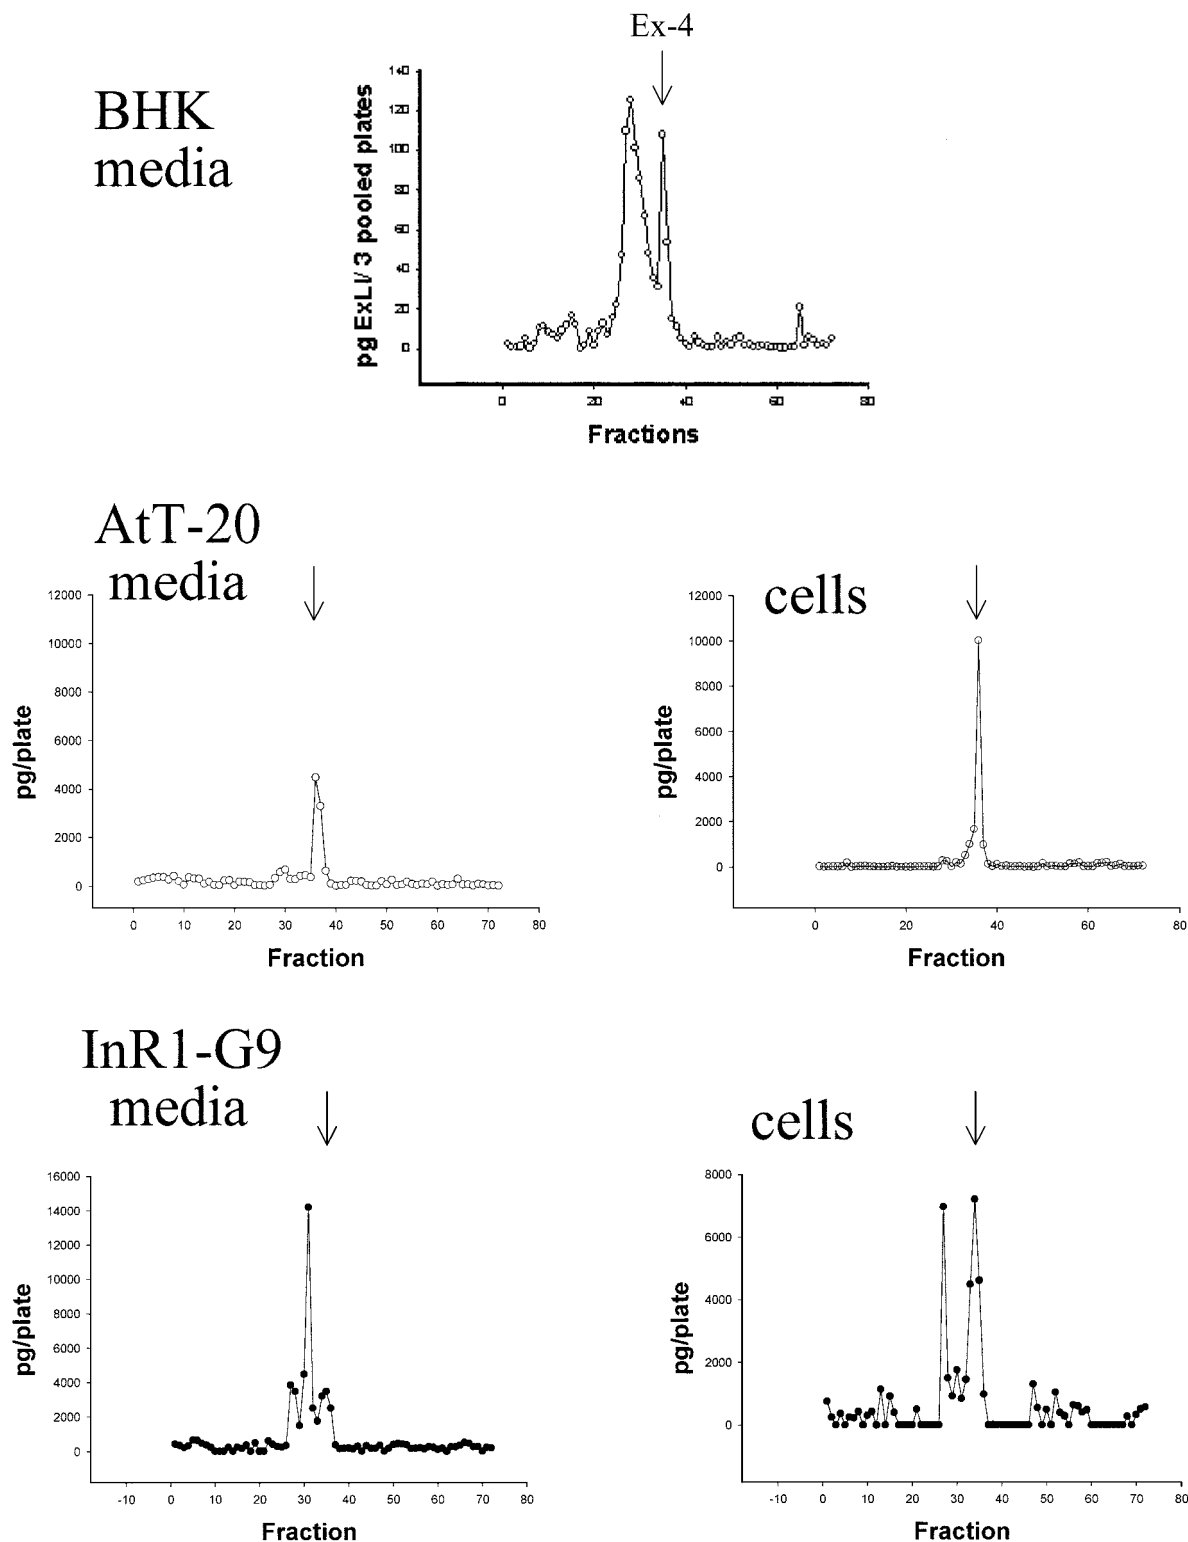 Ex-4
BHK
media
pg ExLI/ 3 pooled plates
140
120
100
80
60
40
20
0
0 20 40 60 80
Fractions
AtT-20
media
pg/plate
12000
10000
8000
6000
4000
2000
0
0 10 20 30 40 50 60 70 80
Fraction
cells
pg/plate
12000
10000
8000
6000
4000
2000
0
0 20 40 60 80
Fraction
InR1-G9
media
pg/plate
16000
14000
12000
10000
8000
6000
4000
2000
0
-10 0 10 20 30 40 50 60 70 80
Fraction
cells
pg/plate
8000
6000
4000
2000
0
-10 0 10 20 30 40 50 60 70 80
Fraction